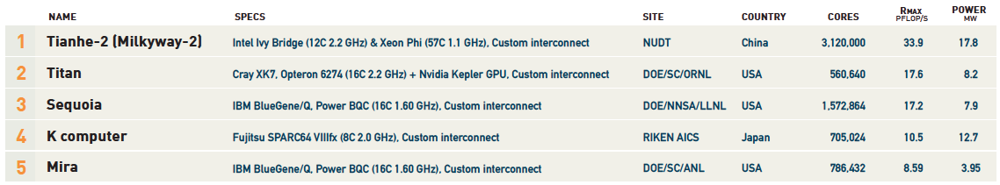 NAME SPECS SITE COUNTRY CORES RMAX PFLOP/S POWER MW
1 Tianhe-2 (Milkyway-2) Intel Ivy Bridge (12C 2.2 GHz) & Xeon Phi (57C 1.1 GHz), Custom interconnect NUDT China 3,120,000 33.9 17.8
2 Titan Cray XK7, Opteron 6274 (16C 2.2 GHz) + Nvidia Kepler GPU, Custom interconnect DOE/SC/ORNL USA 560,640 17.6 8.2
3 Sequoia IBM BlueGene/Q, Power BQC (16C 1.60 GHz), Custom interconnect DOE/NNSA/LLNL USA 1,572,864 17.2 7.9
4 K computer Fujitsu SPARC64 VIIIfx (8C 2.0 GHz), Custom interconnect RIKEN AICS Japan 705,024 10.5 12.7
5 Mira IBM BlueGene/Q, Power BQC (16C 1.60 GHz), Custom interconnect DOE/SC/ANL USA 786,432 8.59 3.95